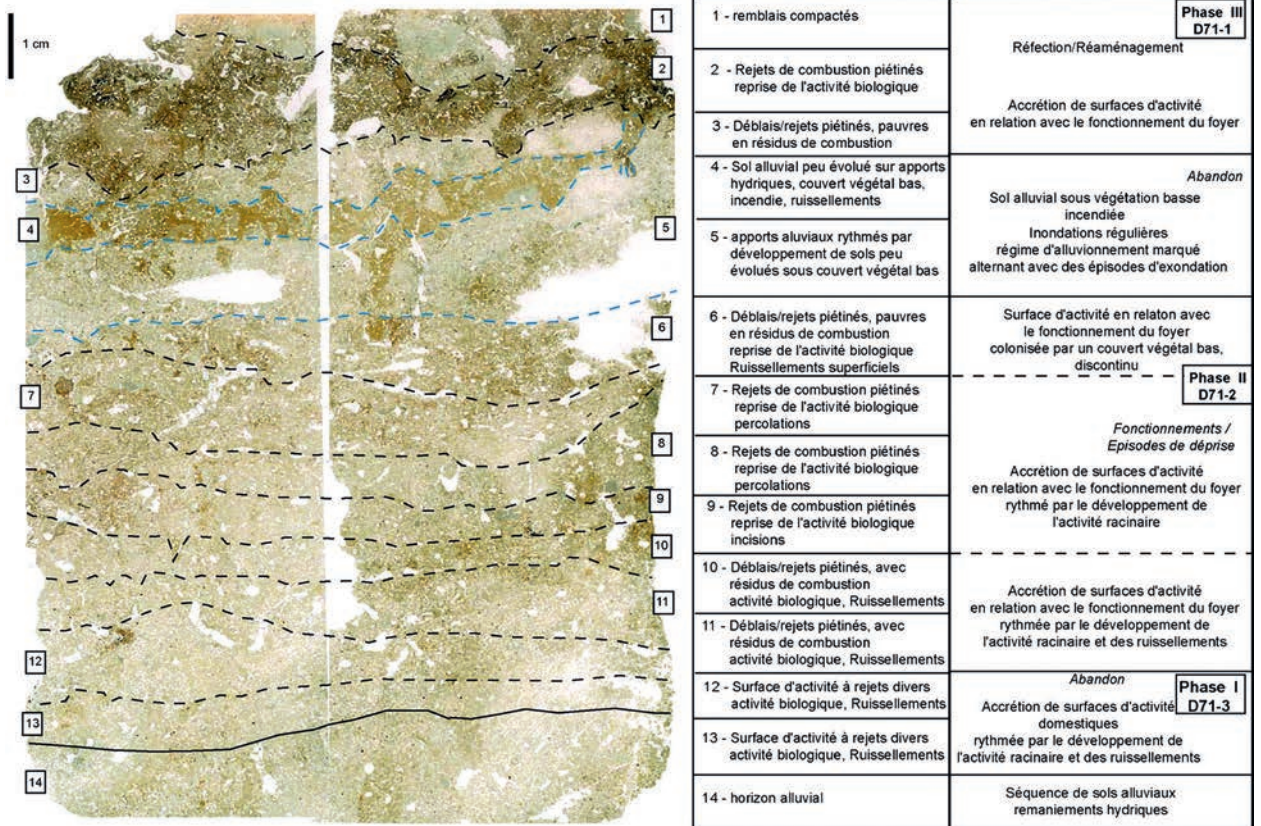 1 cm
1
2
3
4
5
6
7
8
9
10
11
12
13
14
1 - remblais compactés
2 - Rejets de combustion piétinés
reprise de l'activité biologique
3 - Déblais/rejets piétinés, pauvres
en résidus de combustion
4 - Sol alluvial peu évolué sur apports
hydriques, couvert végétal bas,
incendie, ruissellements
5 - apports aluviaux rythmés par
développement de sols peu
évolués sous couvert végétal bas
6 - Déblais/rejets piétinés, pauvres
en résidus de combustion
reprise de l'activité biologique
Ruissellements superficiels
7 - Rejets de combustion piétinés
reprise de l'activité biologique
percolations
8 - Rejets de combustion piétinés
reprise de l'activité biologique
percolations
9 - Rejets de combustion piétinés
reprise de l'activité biologique
incisions
10 - Déblais/rejets piétinés, avec
résidus de combustion
activité biologique, Ruissellements
11 - Déblais/rejets piétinés, avec
résidus de combustion
activité biologique, Ruissellements
12 - Surface d'activité à rejets divers
activité biologique, Ruissellements
13 - Surface d'activité à rejets divers
activité biologique, Ruissellements
14 - horizon alluvial
Phase III
D71-1
Réfection/Réaménagement
Accrétion de surfaces d'activité
en relation avec le fonctionnement du foyer
Abandon
Sol alluvial sous végétation basse
incendiée
Inondations régulières
régime d'alluvionnement marqué
alternant avec des épisodes d'exondation
Surface d'activité en relaton avec
le fonctionnement du foyer
colonisée par un couvert végétal bas,
discontinu
Phase II
D71-2
Fonctionnements /
Episodes de déprise
Accrétion de surfaces d'activité
en relation avec le fonctionnement du foyer
rythmé par le développement de
l'activité racinaire
Accrétion de surfaces d'activité
en relation avec le fonctionnement du foyer
rythmée par le développement de
l'activité racinaire et des ruissellements
Abandon
Phase I
D71-3
Accrétion de surfaces d'activité
domestiques
rythmée par le développement de
l'activité racinaire et des ruissellements
Séquence de sols alluviaux
remaniements hydriques